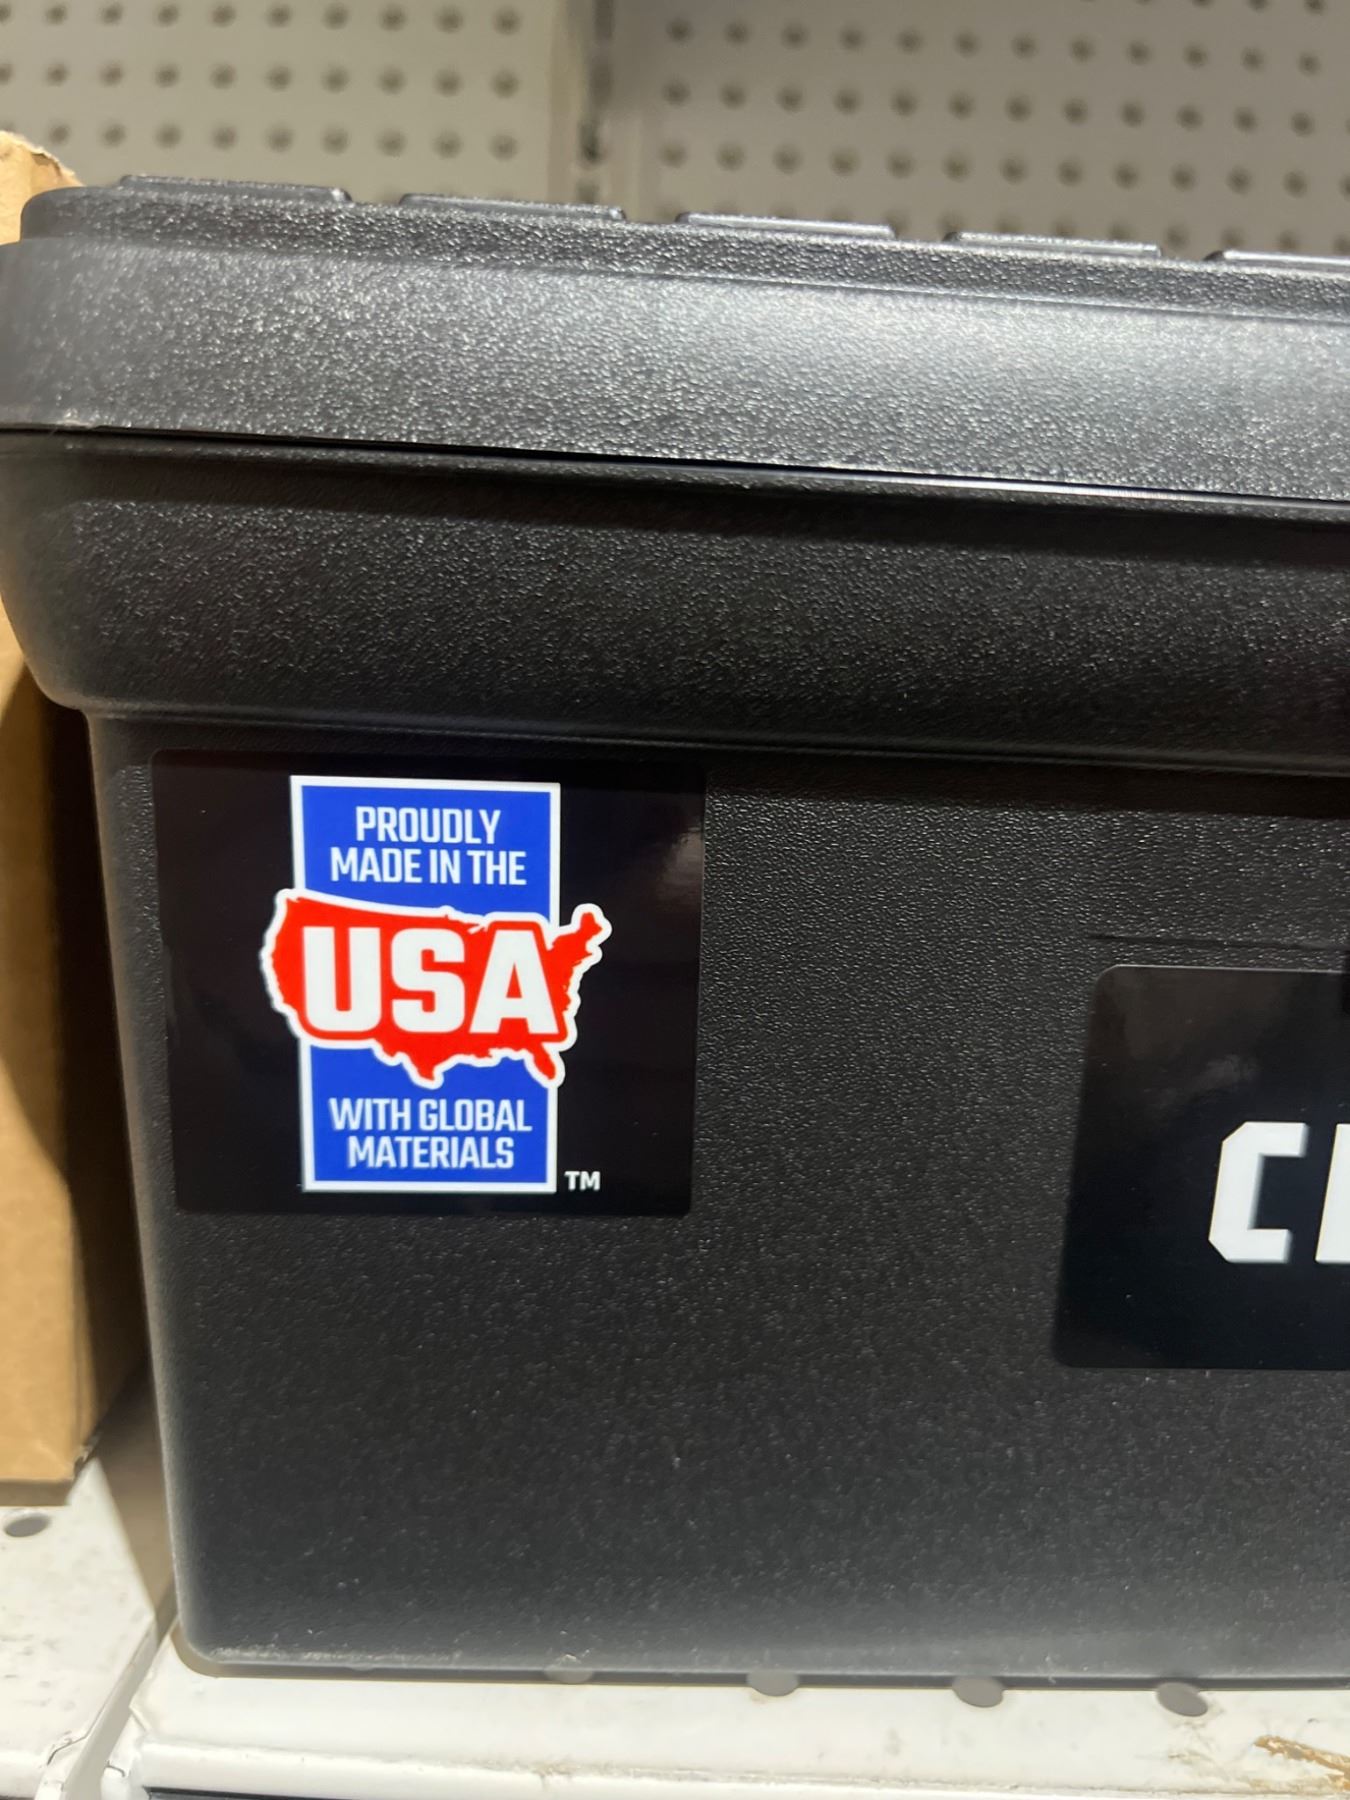 PROUDLY
MADE IN THE
USA
WITH GLOBAL
MATERIALS
TM